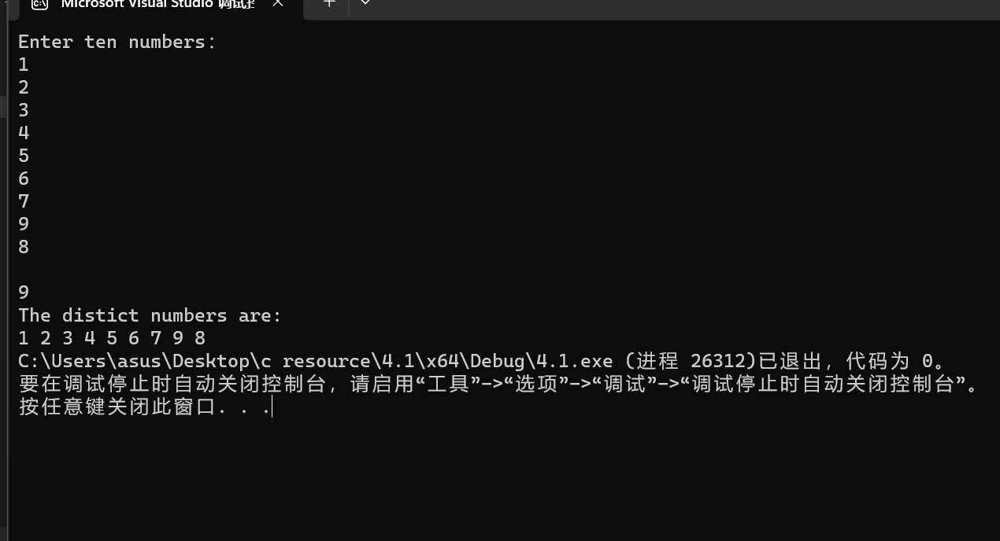 Microsoft Visual Studio 调试
Enter ten numbers:
1
2
3
4
5
6
7
9
8
9
The distict numbers are:
1 2 3 4 5 6 7 9 8
C:\Users\asus\Desktop\c resource\4.1\x64\Debug\4.1.exe (进程 26312)已退出，代码为 0。
要在调试停止时自动关闭控制台，请启用“工具”->“选项”->“调试”->“调试停止时自动关闭控制台”。
按任意键关闭此窗口. . .